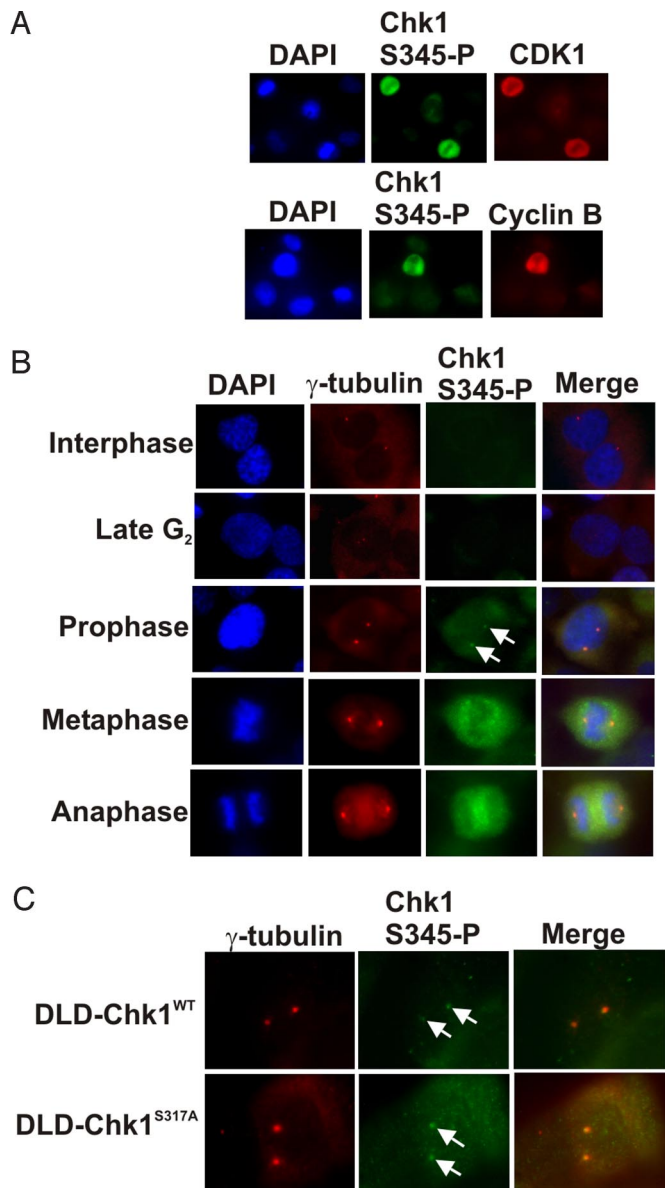 A
DAPI
Chk1
S345-P
CDK1
DAPI
Chk1
S345-P
Cyclin B
B
DAPI
γ-tubulin
Chk1
S345-P
Merge
Interphase
Late G₂
Prophase
Metaphase
Anaphase
C
γ-tubulin
Chk1
S345-P
Merge
DLD-Chk1ᵂᵀ
DLD-Chk1ˢ³¹⁷ᴬ